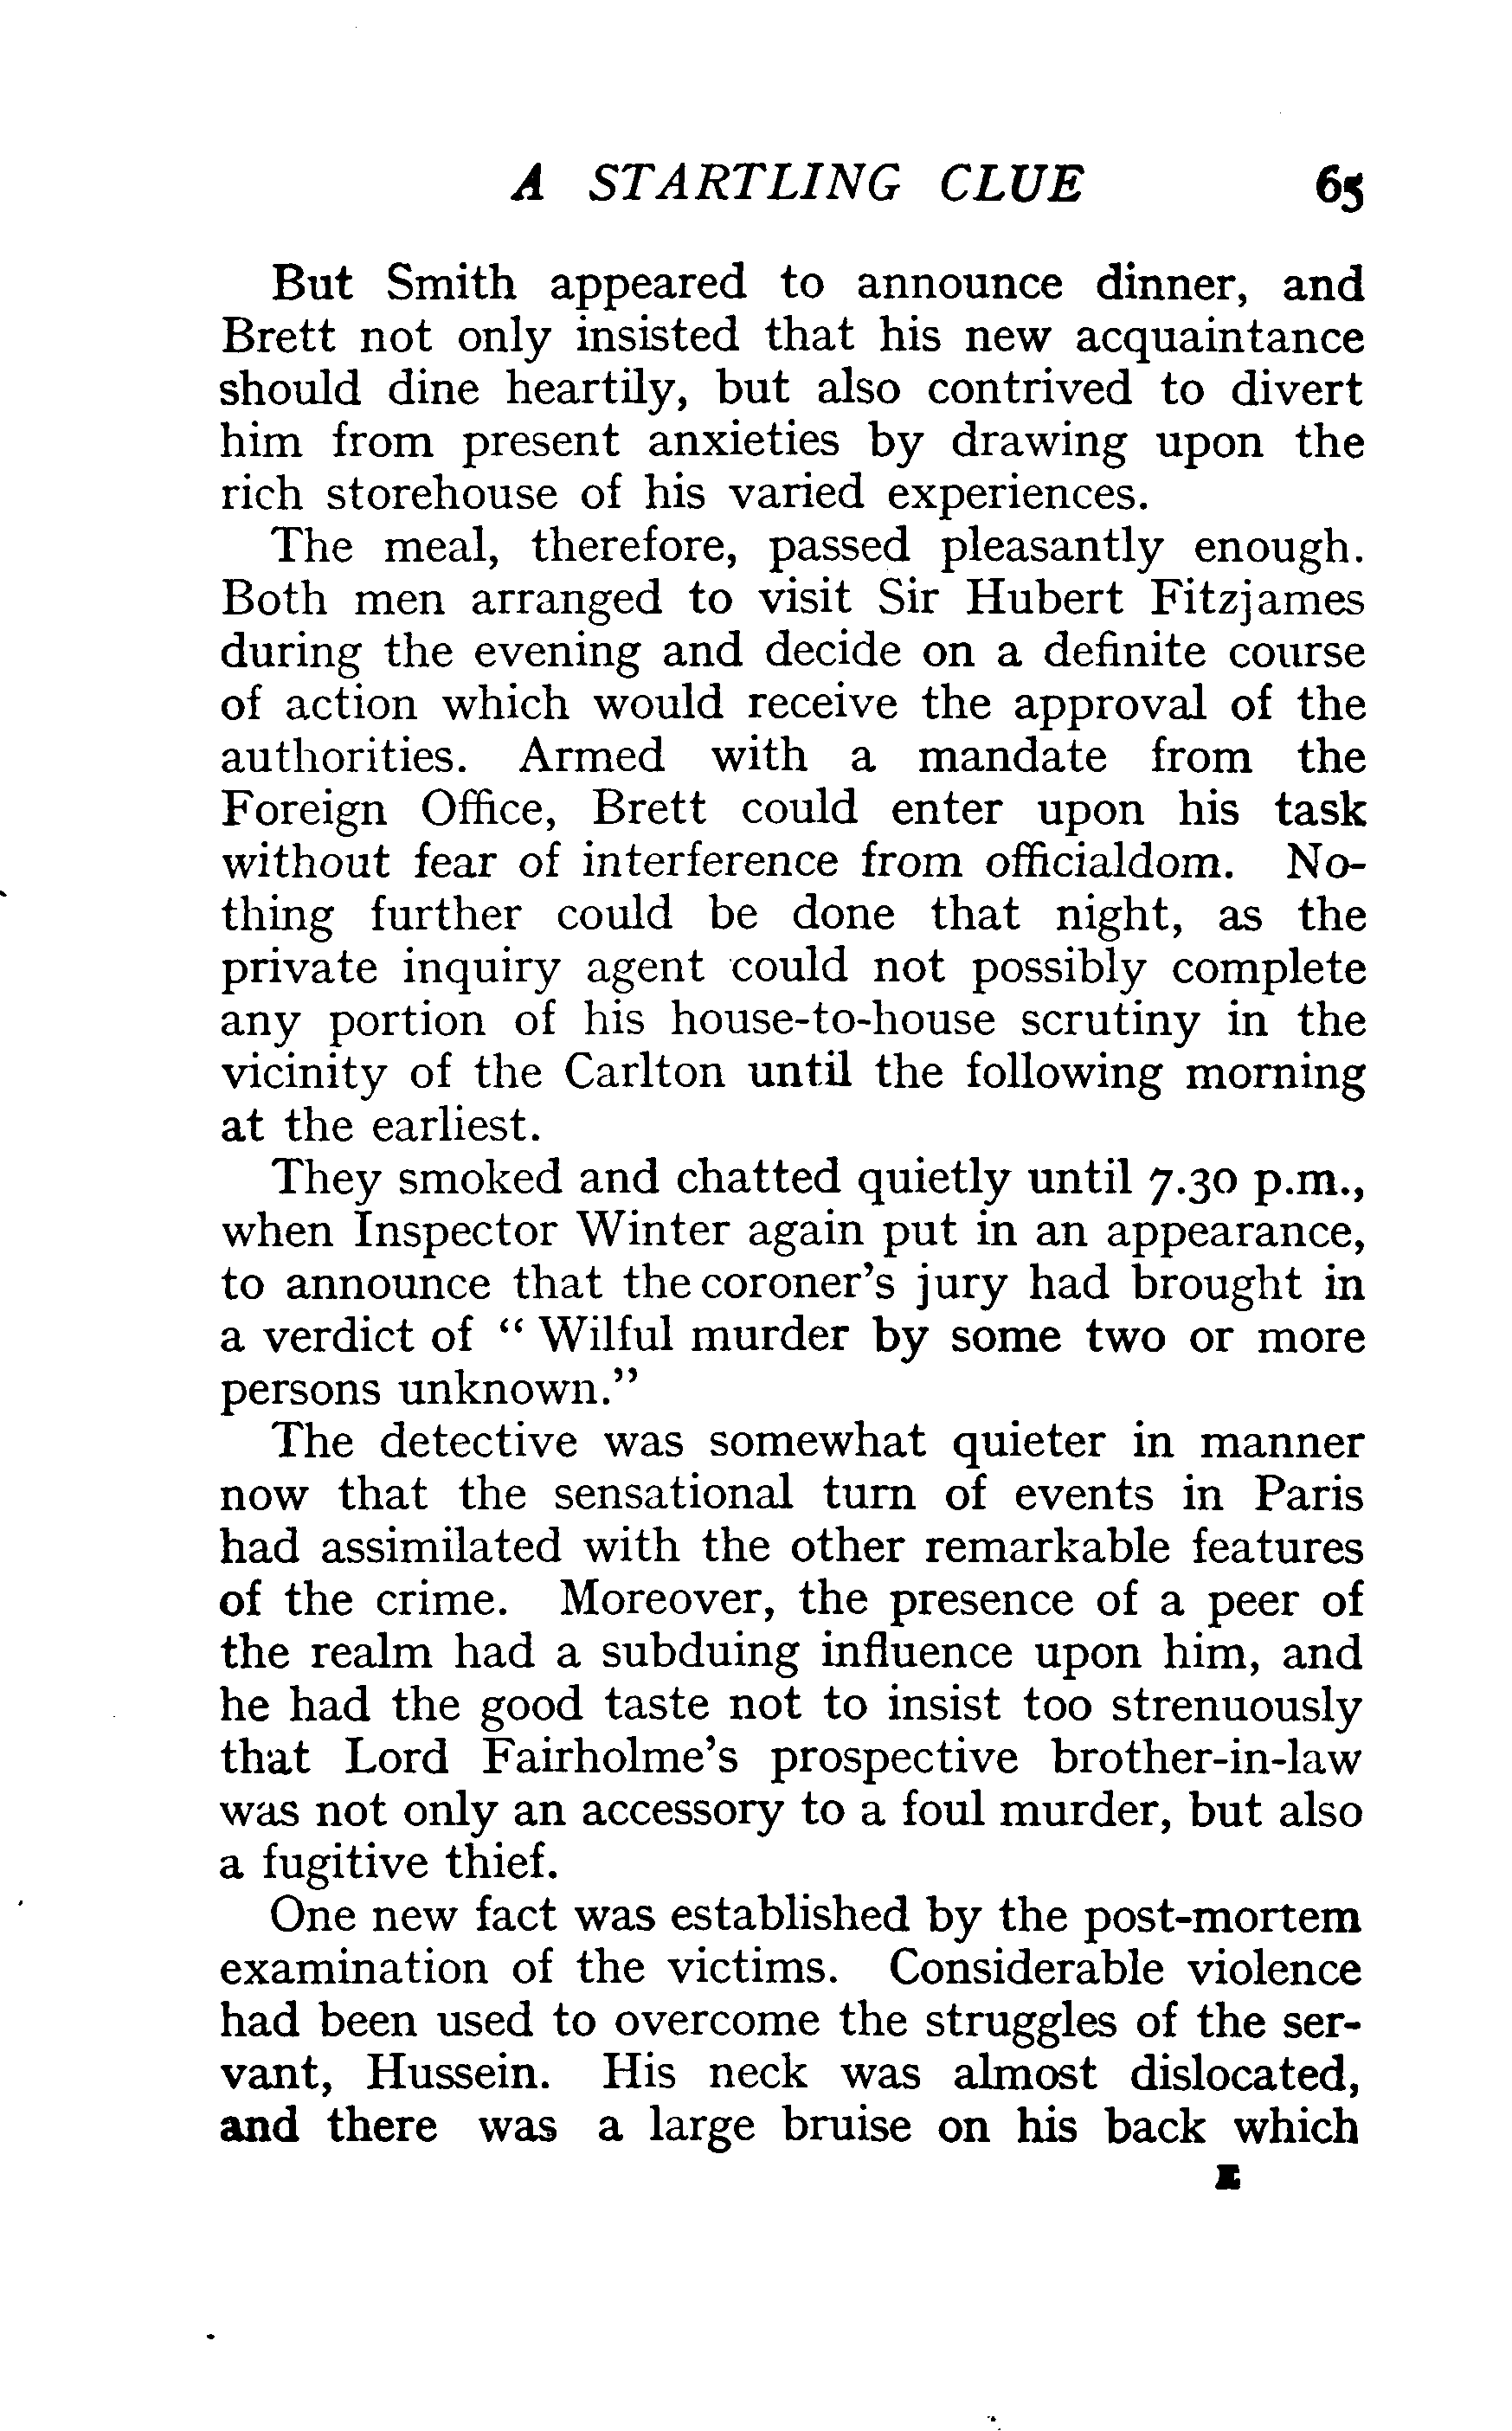 A STARTLING CLUE 65
But Smith appeared to announce dinner, and
Brett not only insisted that his new acquaintance
should dine heartily, but also contrived to divert
him from present anxieties by drawing upon the
rich storehouse of his varied experiences.
The meal, therefore, passed pleasantly enough.
Both men arranged to visit Sir Hubert Fitzjames
during the evening and decide on a definite course
of action which would receive the approval of the
authorities. Armed with a mandate from the
Foreign Office, Brett could enter upon his task
without fear of interference from officialdom. No-
thing further could be done that night, as the
private inquiry agent could not possibly complete
any portion of his house-to-house scrutiny in the
vicinity of the Carlton until the following morning
at the earliest.
They smoked and chatted quietly until 7.30 p.m.,
when Inspector Winter again put in an appearance,
to announce that the coroner's jury had brought in
a verdict of " Wilful murder by some two or more
persons unknown."
The detective was somewhat quieter in manner
now that the sensational turn of events in Paris
had assimilated with the other remarkable features
of the crime. Moreover, the presence of a peer of
the realm had a subduing influence upon him, and
he had the good taste not to insist too strenuously
that Lord Fairholme's prospective brother-in-law
was not only an accessory to a foul murder, but also
a fugitive thief.
One new fact was established by the post-mortem
examination of the victims. Considerable violence
had been used to overcome the struggles of the ser-
vant, Hussein. His neck was almost dislocated,
and there was a large bruise on his back which
E